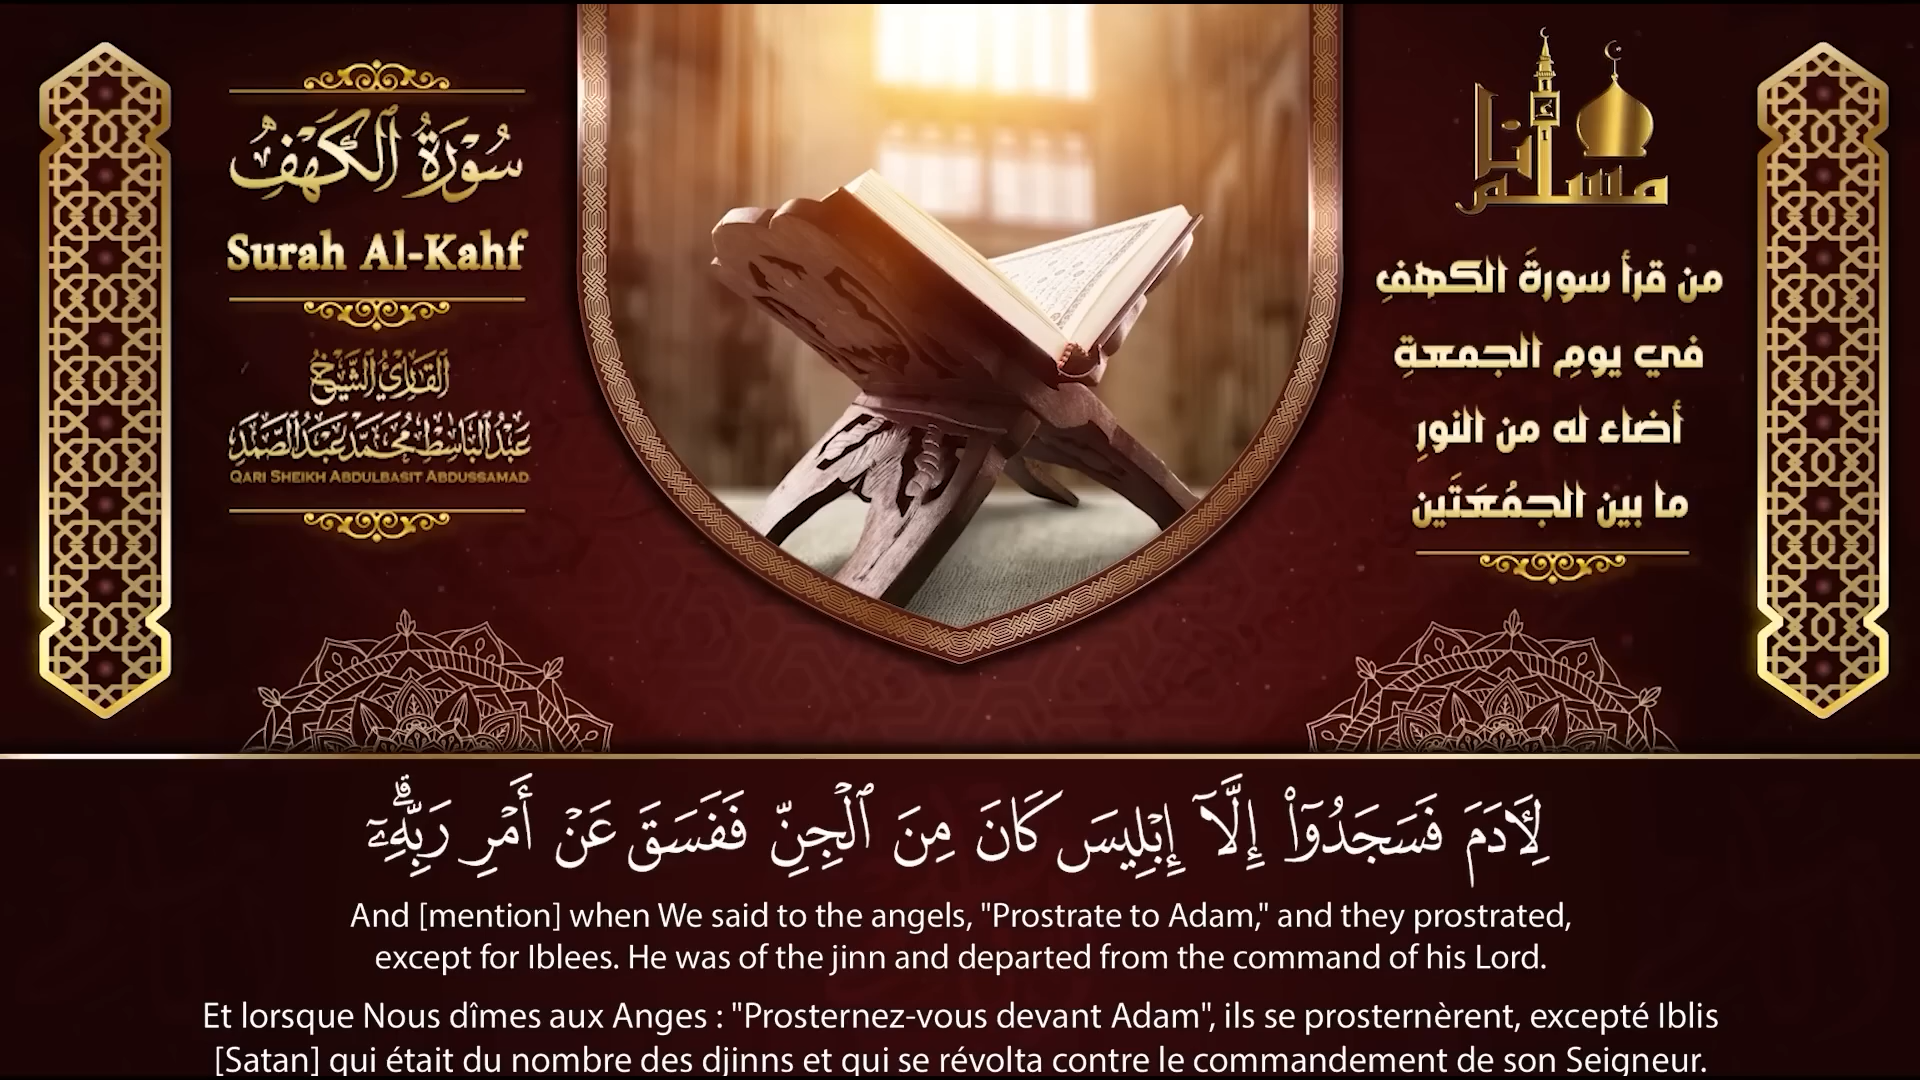 سُورَةُ ٱلْكَهْفِ
Surah Al-Kahf
القارئ الشيخ
عبد الباسط محمد عبد الصمد
QARI SHEIKH ABDULBASIT ABDUSSAMAD
أنا
مسلم
من قرأ سورةَ الكهفِ
في يومِ الجمعةِ
أضاء له من النورِ
ما بين الجمُعَتَين
لِأٓدَمَ فَسَجَدُوٓا۟ إِلَّآ إِبْلِيسَ كَانَ مِنَ ٱلْجِنِّ فَفَسَقَ عَنْ أَمْرِ رَبِّهِۦٓ ۗ
And [mention] when We said to the angels, "Prostrate to Adam," and they prostrated,
except for Iblees. He was of the jinn and departed from the command of his Lord.
Et lorsque Nous dîmes aux Anges : "Prosternez-vous devant Adam", ils se prosternèrent, excepté Iblis
[Satan] qui était du nombre des djinns et qui se révolta contre le commandement de son Seigneur.